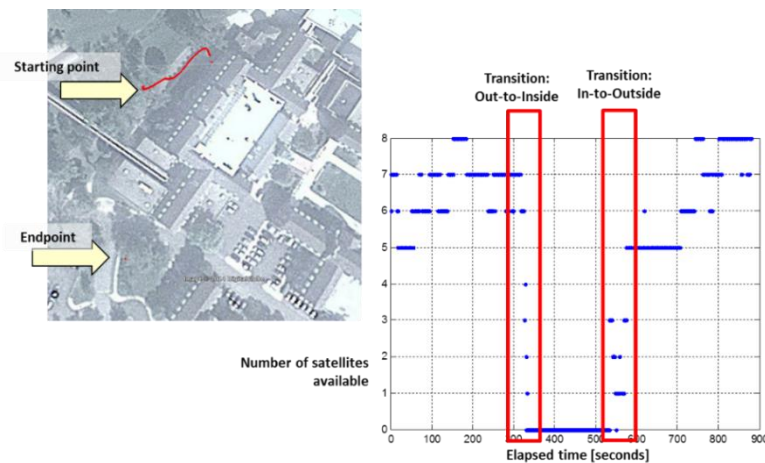 Starting point
Endpoint
Transition:
Out-to-Inside
Transition:
In-to-Outside
Number of satellites
available
8
7
6
5
4
3
2
1
0
0 100 200 300 400 500 600 700 800 900
Elapsed time [seconds]